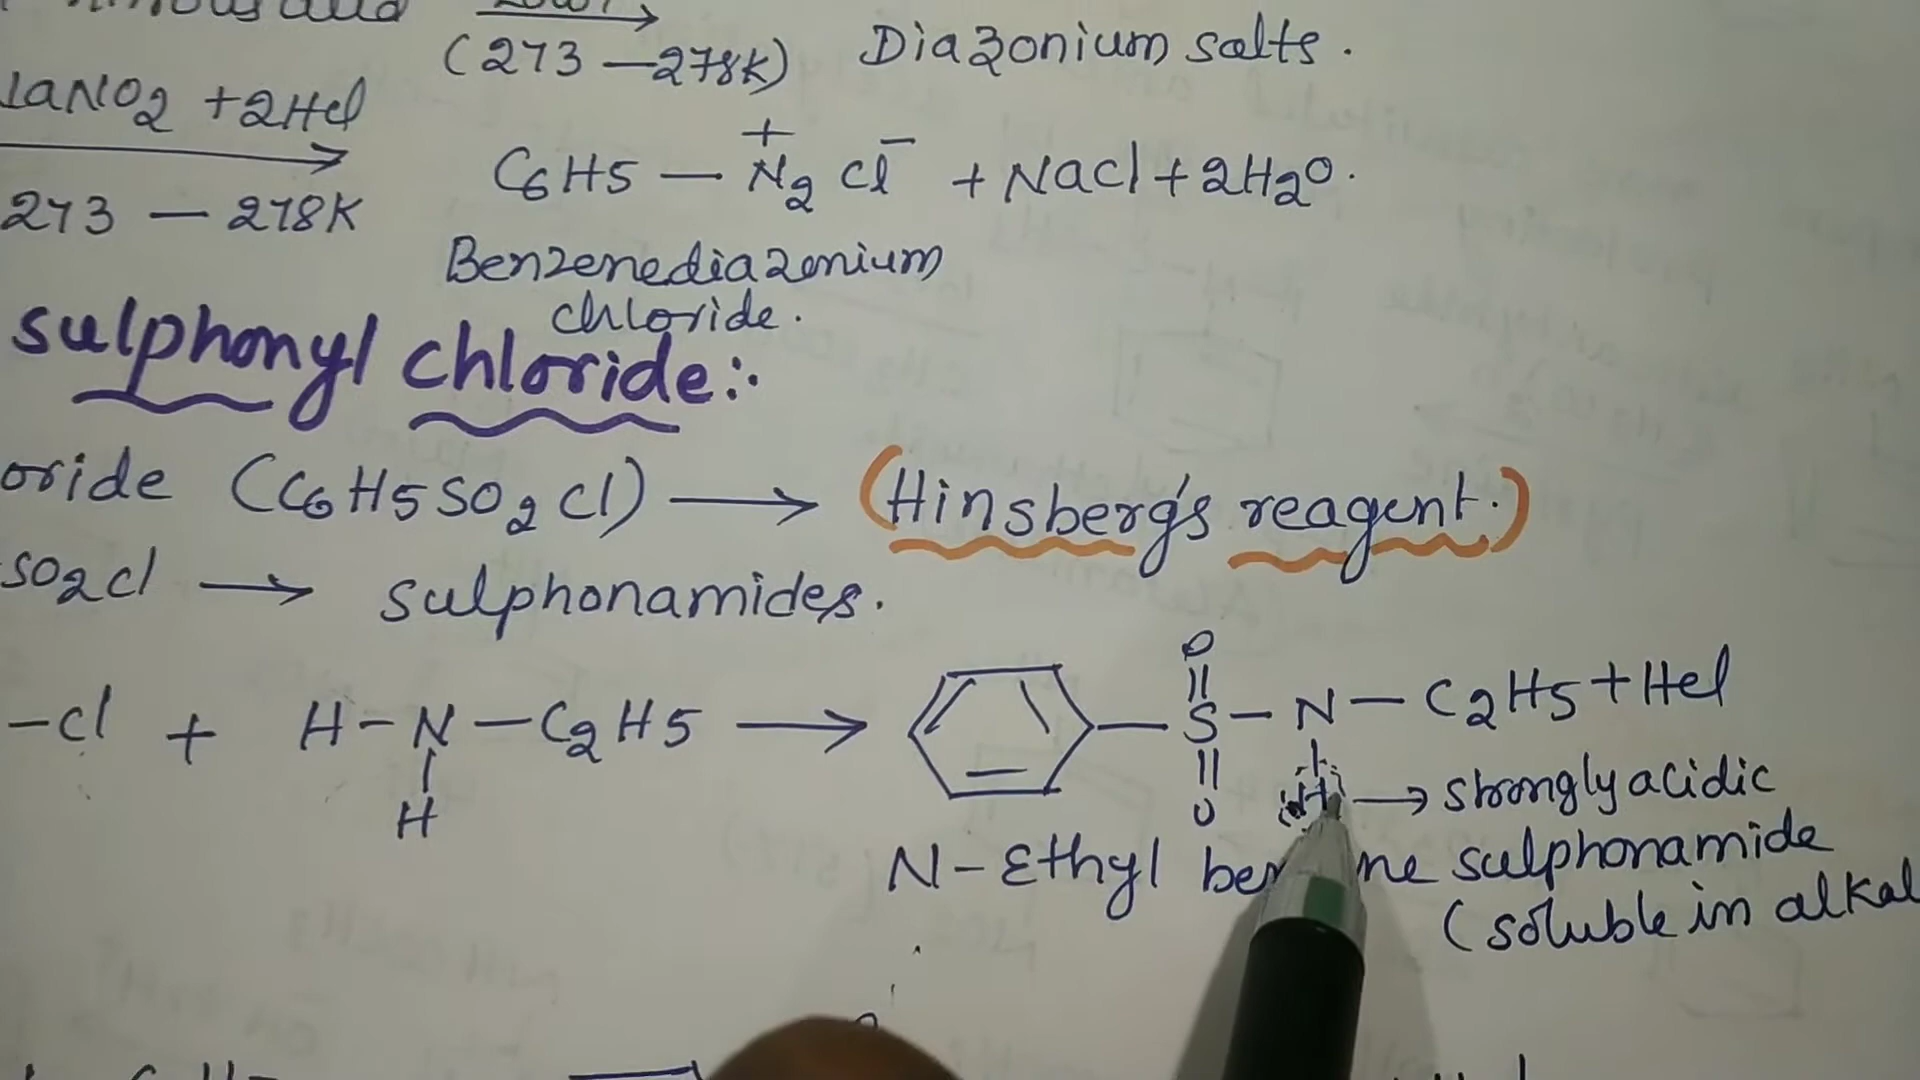 (273 — 278K) Diazonium salts.
NaNO2 + 2Hcl
C6H5 — N2 Cl + Nacl + 2H2O.
+ –
273 — 278K
Benzenediazonium
chloride.
sulphonyl chloride:.
oride (C6H5SO2Cl) → (Hinsberg's reagent.)
SO2Cl → sulphonamides.
O
-Cl + H-N-C2H5 → S-N-C2H5+Hcl
H O H → strongly acidic
N-Ethyl ben ne sulphonamide
(soluble in alkal